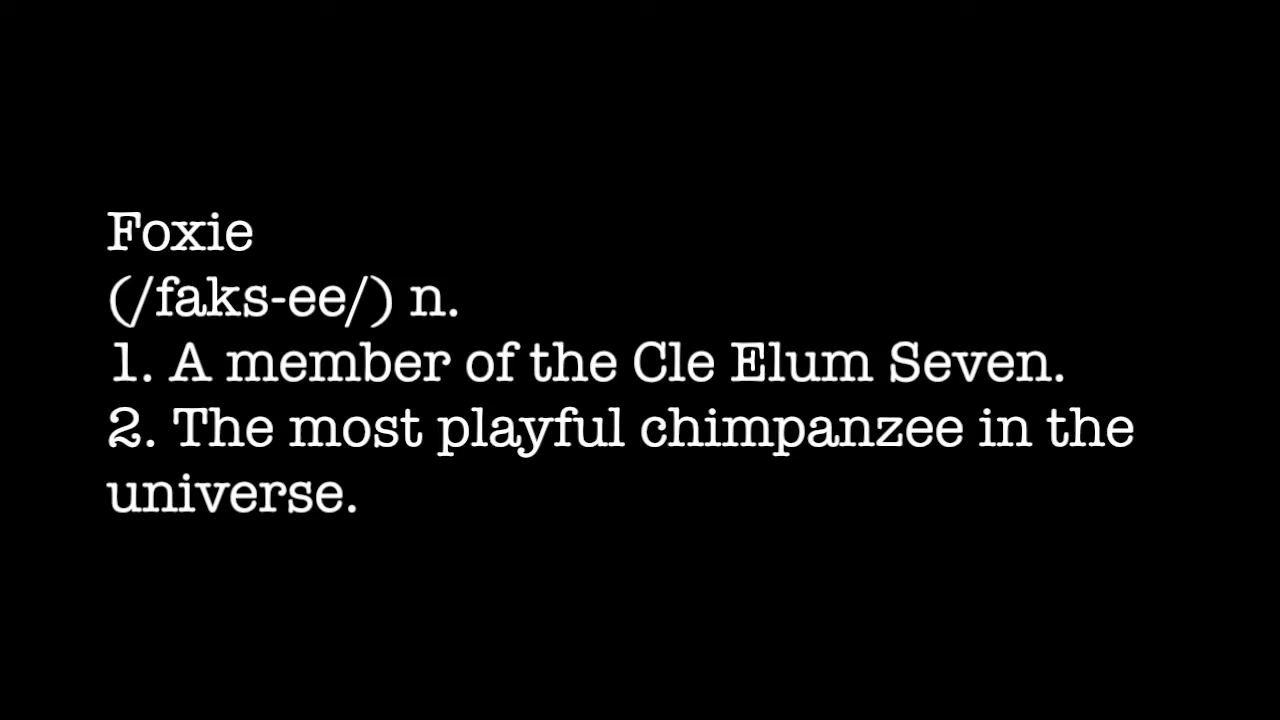 Foxie
(/faks-ee/) n.
1. A member of the Cle Elum Seven.
2. The most playful chimpanzee in the
universe.